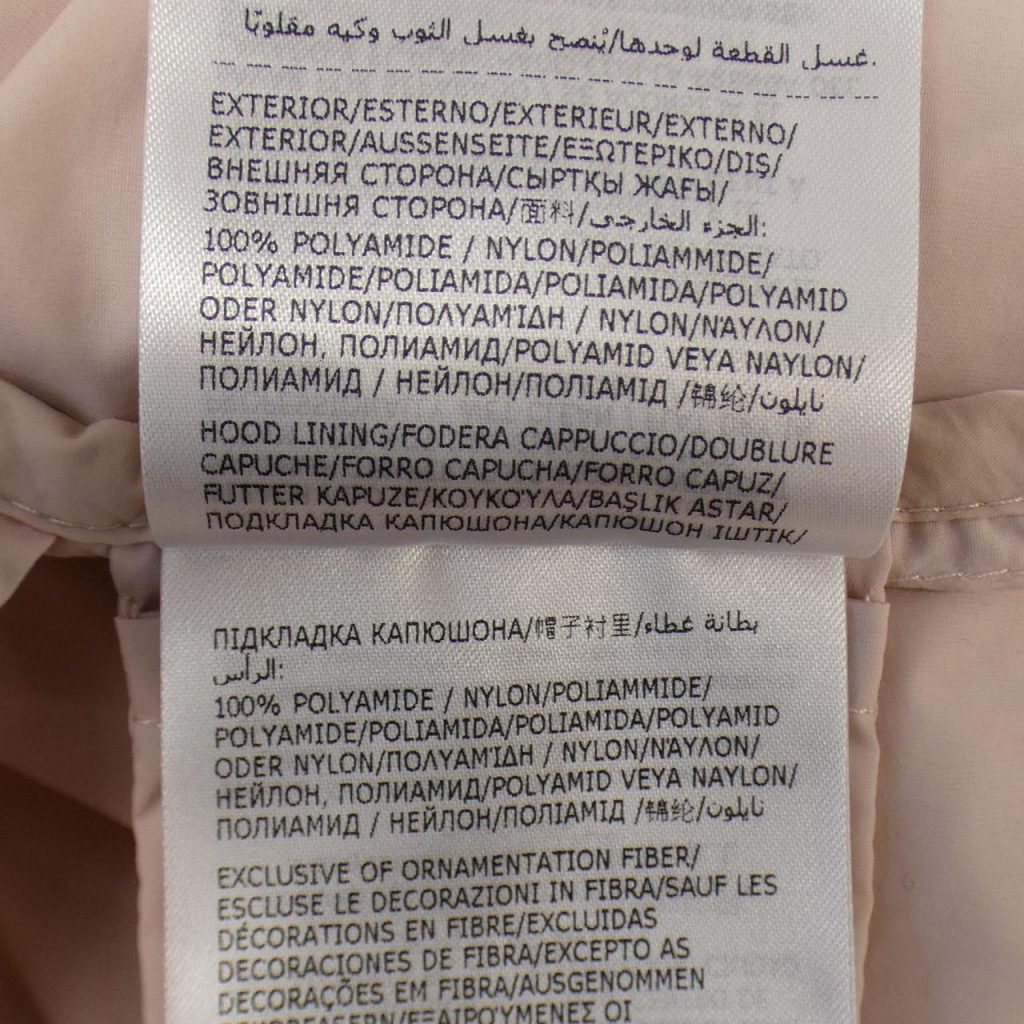 غسل القطعة لوحدها/يُنصح بغسل الثوب وكيه مقلوبًا.
EXTERIOR/ESTERNO/EXTERIEUR/EXTERNO/
EXTERIOR/AUSSENSEITE/ΕΞΩΤΕΡΙΚΟ/DIŞ/
ВНЕШНЯЯ СТОРОНА/СЫРТҚЫ ЖАҒЫ/
ЗОВНІШНЯ СТОРОНА/面料/الجزء الخارجي:
100% POLYAMIDE / NYLON/POLIAMMIDE/
POLYAMIDE/POLIAMIDA/POLIAMIDA/POLYAMID
ODER NYLON/ΠΟΛΥΑΜΊΔΗ / NYLON/ΝΆΥΛΟΝ/
НЕЙЛОН, ПОЛИАМИД/POLYAMID VEYA NAYLON/
ПОЛИАМИД / НЕЙЛОН/ПОЛІАМІД /锦纶/نايلون
HOOD LINING/FODERA CAPPUCCIO/DOUBLURE
CAPUCHE/FORRO CAPUCHA/FORRO CAPUZ/
FUTTER KAPUZE/ΚΟΥΚΟΎΛΑ/BAŞLIK ASTAR/
ПОДКЛАДКА КАПЮШОНА/КАПЮШОН ІШТІК/
ПІДКЛАДКА КАПЮШОНА/帽子衬里/بطانة غطاء
الرأس:
100% POLYAMIDE / NYLON/POLIAMMIDE/
POLYAMIDE/POLIAMIDA/POLIAMIDA/POLYAMID
ODER NYLON/ΠΟΛΥΑΜΊΔΗ / NYLON/ΝΆΥΛΟΝ/
НЕЙЛОН, ПОЛИАМИД/POLYAMID VEYA NAYLON/
ПОЛИАМИД / НЕЙЛОН/ПОЛІАМІД /锦纶/نايلون
EXCLUSIVE OF ORNAMENTATION FIBER/
ESCLUSE LE DECORAZIONI IN FIBRA/SAUF LES
DÉCORATIONS EN FIBRE/EXCLUIDAS
DECORACIONES DE FIBRA/EXCEPTO AS
DECORAÇÕES EM FIBRA/AUSGENOMMEN
DEKORFASERN/ΕΞΑΙΡΟΎΜΕΝΕΣ ΟΙ